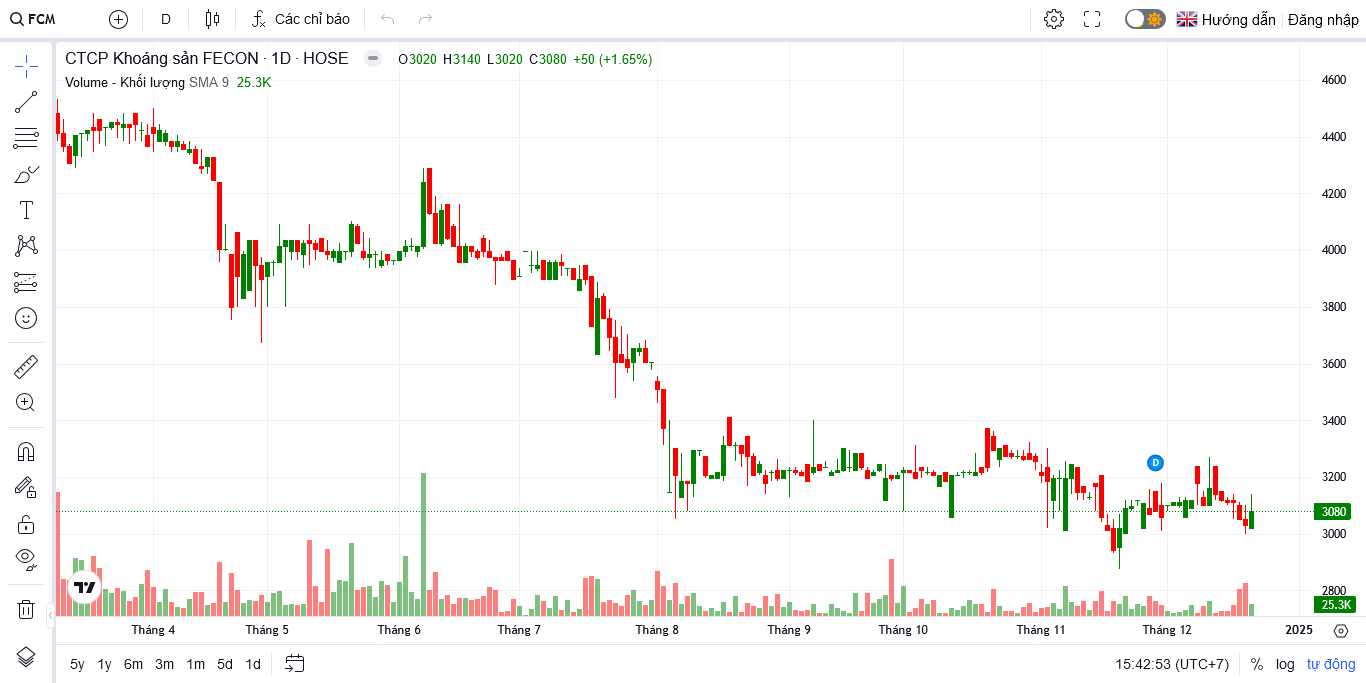 FCM D Các chỉ báo Hướng dẫn Đăng nhập
CTCP Khoáng sản FECON · 1D · HOSE O3020 H3140 L3020 C3080 +50 (+1.65%)
Volume - Khối lượng SMA 9 25.3K
4600
4400
4200
4000
3800
3600
3400
3200
D
3080
3000
2800
25.3K
Tháng 4 Tháng 5 Tháng 6 Tháng 7 Tháng 8 Tháng 9 Tháng 10 Tháng 11 Tháng 12 2025
5y 1y 6m 3m 1m 5d 1d 15:42:53 (UTC+7) % log tự động